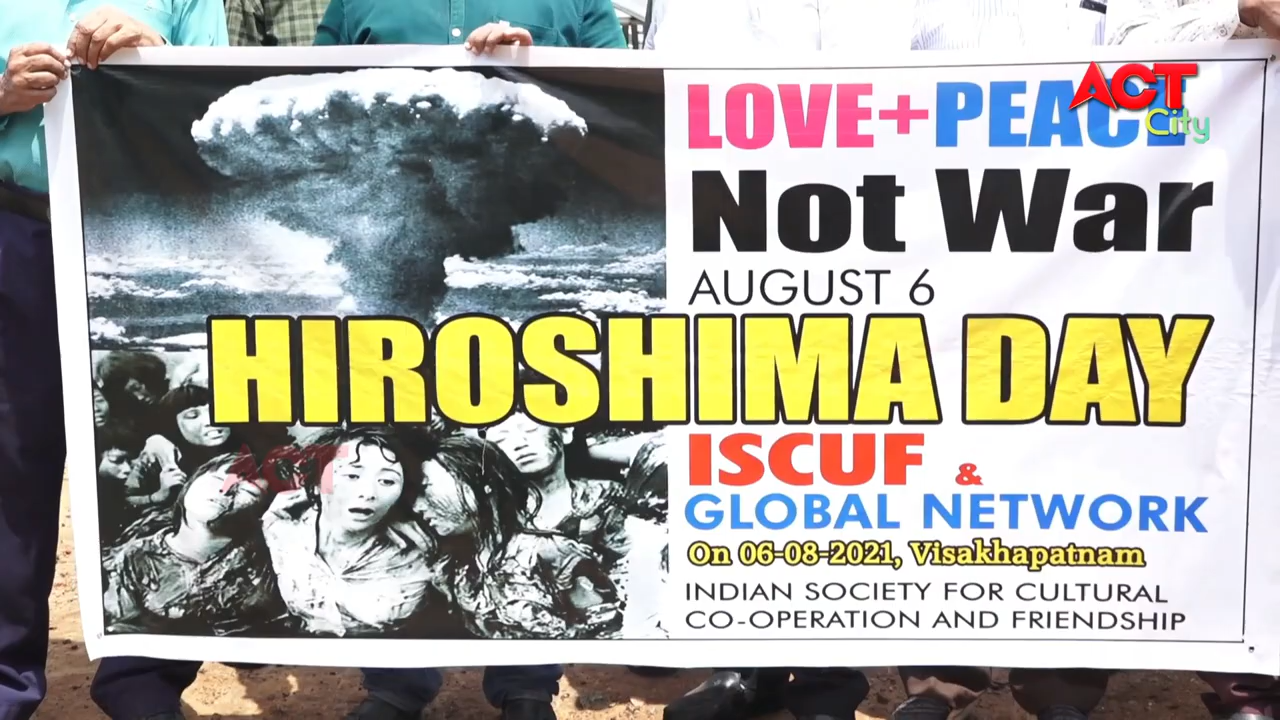 LOVE+PEACE
ACT
City
Not War
AUGUST 6
HIROSHIMA DAY
ISCUF &
GLOBAL NETWORK
On 06-08-2021, Visakhapatnam
INDIAN SOCIETY FOR CULTURAL
CO-OPERATION AND FRIENDSHIP
ACT